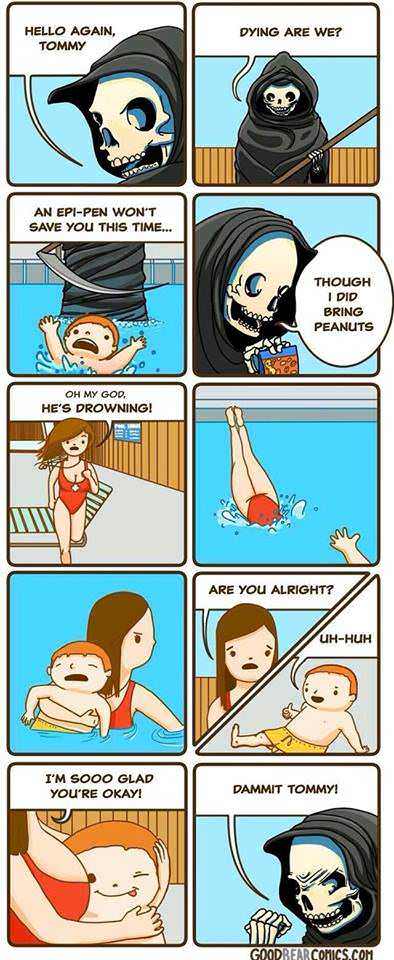 HELLO AGAIN,
TOMMY
DYING ARE WE?
AN EPI-PEN WON'T
SAVE YOU THIS TIME...
THOUGH
I DID
BRING
PEANUTS
OH MY GOD,
HE'S DROWNING!
ARE YOU ALRIGHT?
UH-HUH
I'M SOOO GLAD
YOU'RE OKAY!
DAMMIT TOMMY!
GOODBEARCOMICS.COM